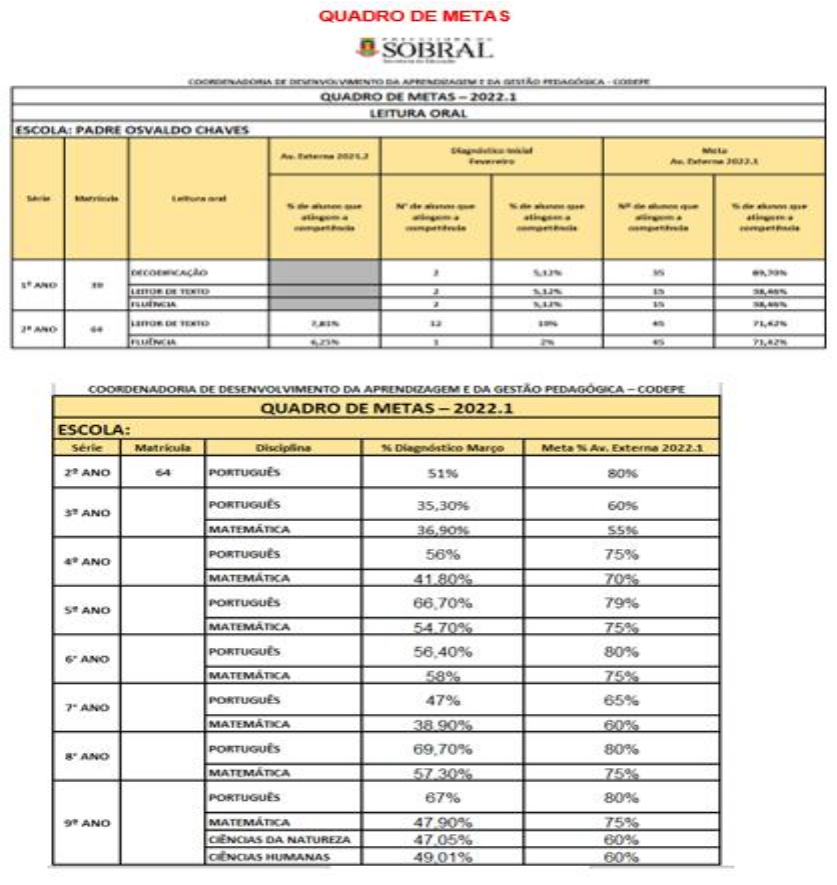 QUADRO DE METAS
PREFEITURA DE
SOBRAL
Secretaria da Educação
COORDENADORIA DE DESENVOLVIMENTO DA APRENDIZAGEM E DA GESTÃO PEDAGÓGICA - CODEPE
QUADRO DE METAS – 2022.1
LEITURA ORAL
ESCOLA: PADRE OSVALDO CHAVES
Série Matrícula Leitura oral Av. Externa 2021.2 Diagnóstico Inicial Fevereiro Meta Av. Externa 2022.1
% de alunos que atingem a competência N° de alunos que atingem a competência % de alunos que atingem a competência Nº de alunos que atingem a competência % de alunos que atingem a competência
1º ANO 39 DECODIFICAÇÃO 2 5,12% 35 89,70%
LEITOR DE TEXTO 2 5,12% 15 38,46%
FLUÊNCIA 2 5,12% 15 38,46%
2º ANO 64 LEITOR DE TEXTO 7,81% 12 19% 45 71,42%
FLUÊNCIA 6,25% 1 2% 45 71,42%
COORDENADORIA DE DESENVOLVIMENTO DA APRENDIZAGEM E DA GESTÃO PEDAGÓGICA – CODEPE
QUADRO DE METAS – 2022.1
ESCOLA:
Série Matrícula Disciplina % Diagnóstico Março Meta % Av. Externa 2022.1
2º ANO 64 PORTUGUÊS 51% 80%
3º ANO PORTUGUÊS 35,30% 60%
MATEMÁTICA 36,90% 55%
4º ANO PORTUGUÊS 56% 75%
MATEMÁTICA 41.80% 70%
5º ANO PORTUGUÊS 66,70% 79%
MATEMÁTICA 54.70% 75%
6° ANO PORTUGUÊS 56,40% 80%
MATEMÁTICA 58% 75%
7° ANO PORTUGUÊS 47% 65%
MATEMÁTICA 38.90% 60%
8° ANO PORTUGUÊS 69,70% 80%
MATEMÁTICA 57.30% 75%
9º ANO PORTUGUÊS 67% 80%
MATEMÁTICA 47,90% 75%
CIÊNCIAS DA NATUREZA 47.05% 60%
CIÊNCIAS HUMANAS 49,01% 60%